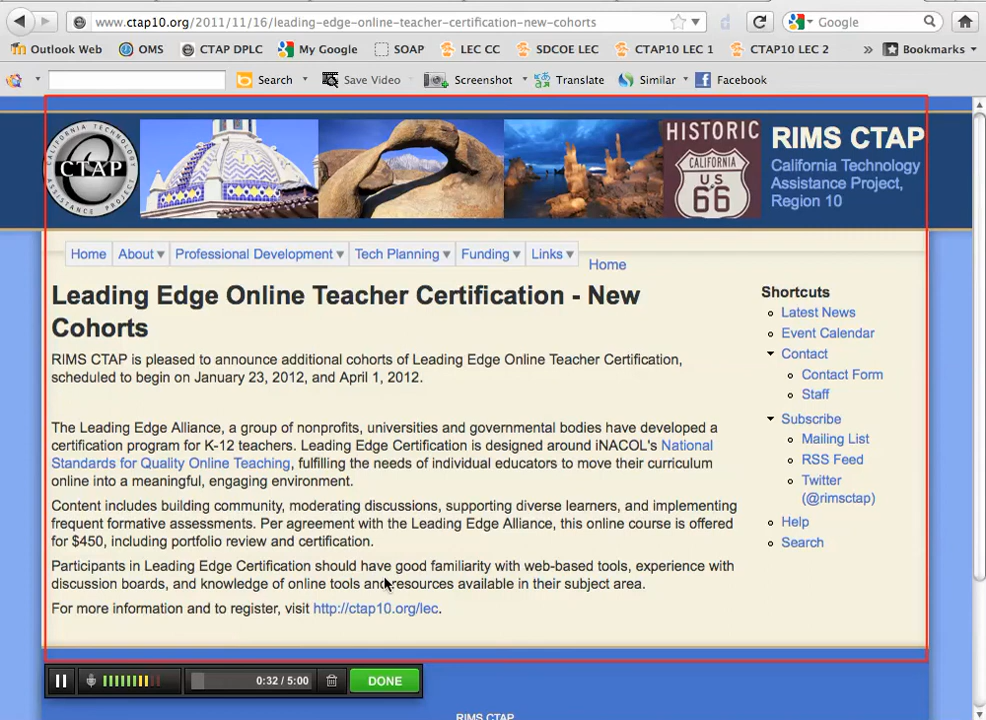 www.ctap10.org/2011/11/16/leading-edge-online-teacher-certification-new-cohorts
Google
Outlook Web OMS CTAP DPLC My Google SOAP LEC CC SDCOE LEC CTAP10 LEC 1 CTAP10 LEC 2 » Bookmarks
Search Save Video Screenshot Translate Similar Facebook
CALIFORNIA TECHNOLOGY
CTAP
ASSISTANCE PROJECT
HISTORIC
CALIFORNIA
US
66
RIMS CTAP
California Technology
Assistance Project,
Region 10
Home About Professional Development Tech Planning Funding Links
Home
Leading Edge Online Teacher Certification - New
Cohorts
RIMS CTAP is pleased to announce additional cohorts of Leading Edge Online Teacher Certification,
scheduled to begin on January 23, 2012, and April 1, 2012.
The Leading Edge Alliance, a group of nonprofits, universities and governmental bodies have developed a
certification program for K-12 teachers. Leading Edge Certification is designed around iNACOL's National
Standards for Quality Online Teaching, fulfilling the needs of individual educators to move their curriculum
online into a meaningful, engaging environment.
Content includes building community, moderating discussions, supporting diverse learners, and implementing
frequent formative assessments. Per agreement with the Leading Edge Alliance, this online course is offered
for $450, including portfolio review and certification.
Participants in Leading Edge Certification should have good familiarity with web-based tools, experience with
discussion boards, and knowledge of online tools and resources available in their subject area.
For more information and to register, visit http://ctap10.org/lec.
Shortcuts
Latest News
Event Calendar
Contact
Contact Form
Staff
Subscribe
Mailing List
RSS Feed
Twitter
(@rimsctap)
Help
Search
0:32 / 5:00 DONE
RIMS CTAP